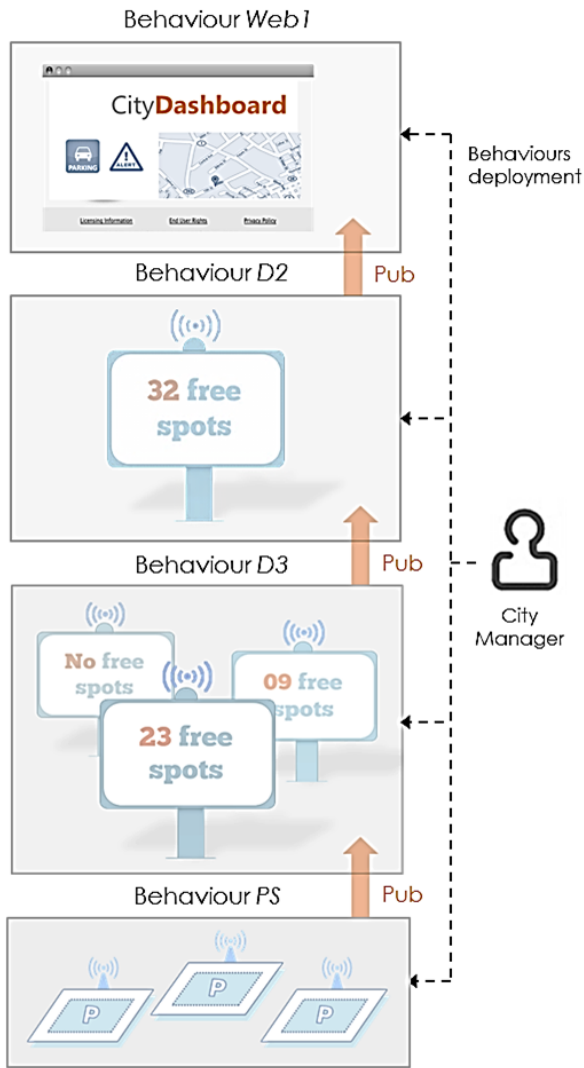 Behaviour Web1
CityDashboard
PARKING
ALERT
Licensing Information
End User Rights
Privacy Policy
Behaviours
deployment
Pub
Behaviour D2
32 free
spots
Pub
Behaviour D3
No free
spots
09 free
spots
23 free
spots
City
Manager
Pub
Behaviour PS
P
P
P